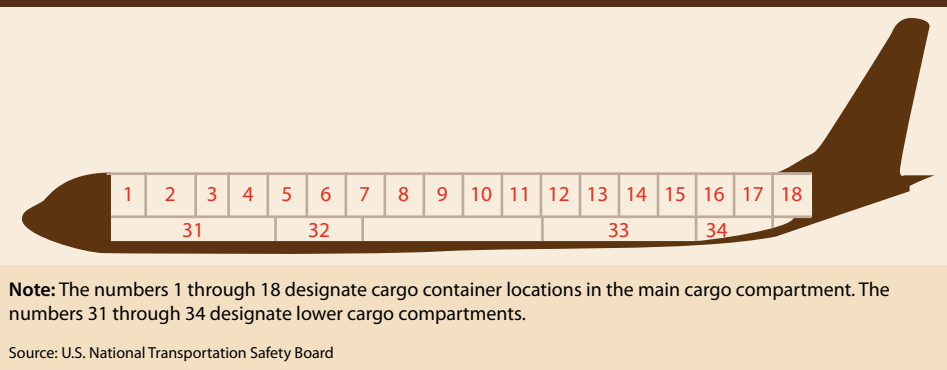 1 2 3 4 5 6 7 8 9 10 11 12 13 14 15 16 17 18
31 32 33 34
Note: The numbers 1 through 18 designate cargo container locations in the main cargo compartment. The
numbers 31 through 34 designate lower cargo compartments.
Source: U.S. National Transportation Safety Board